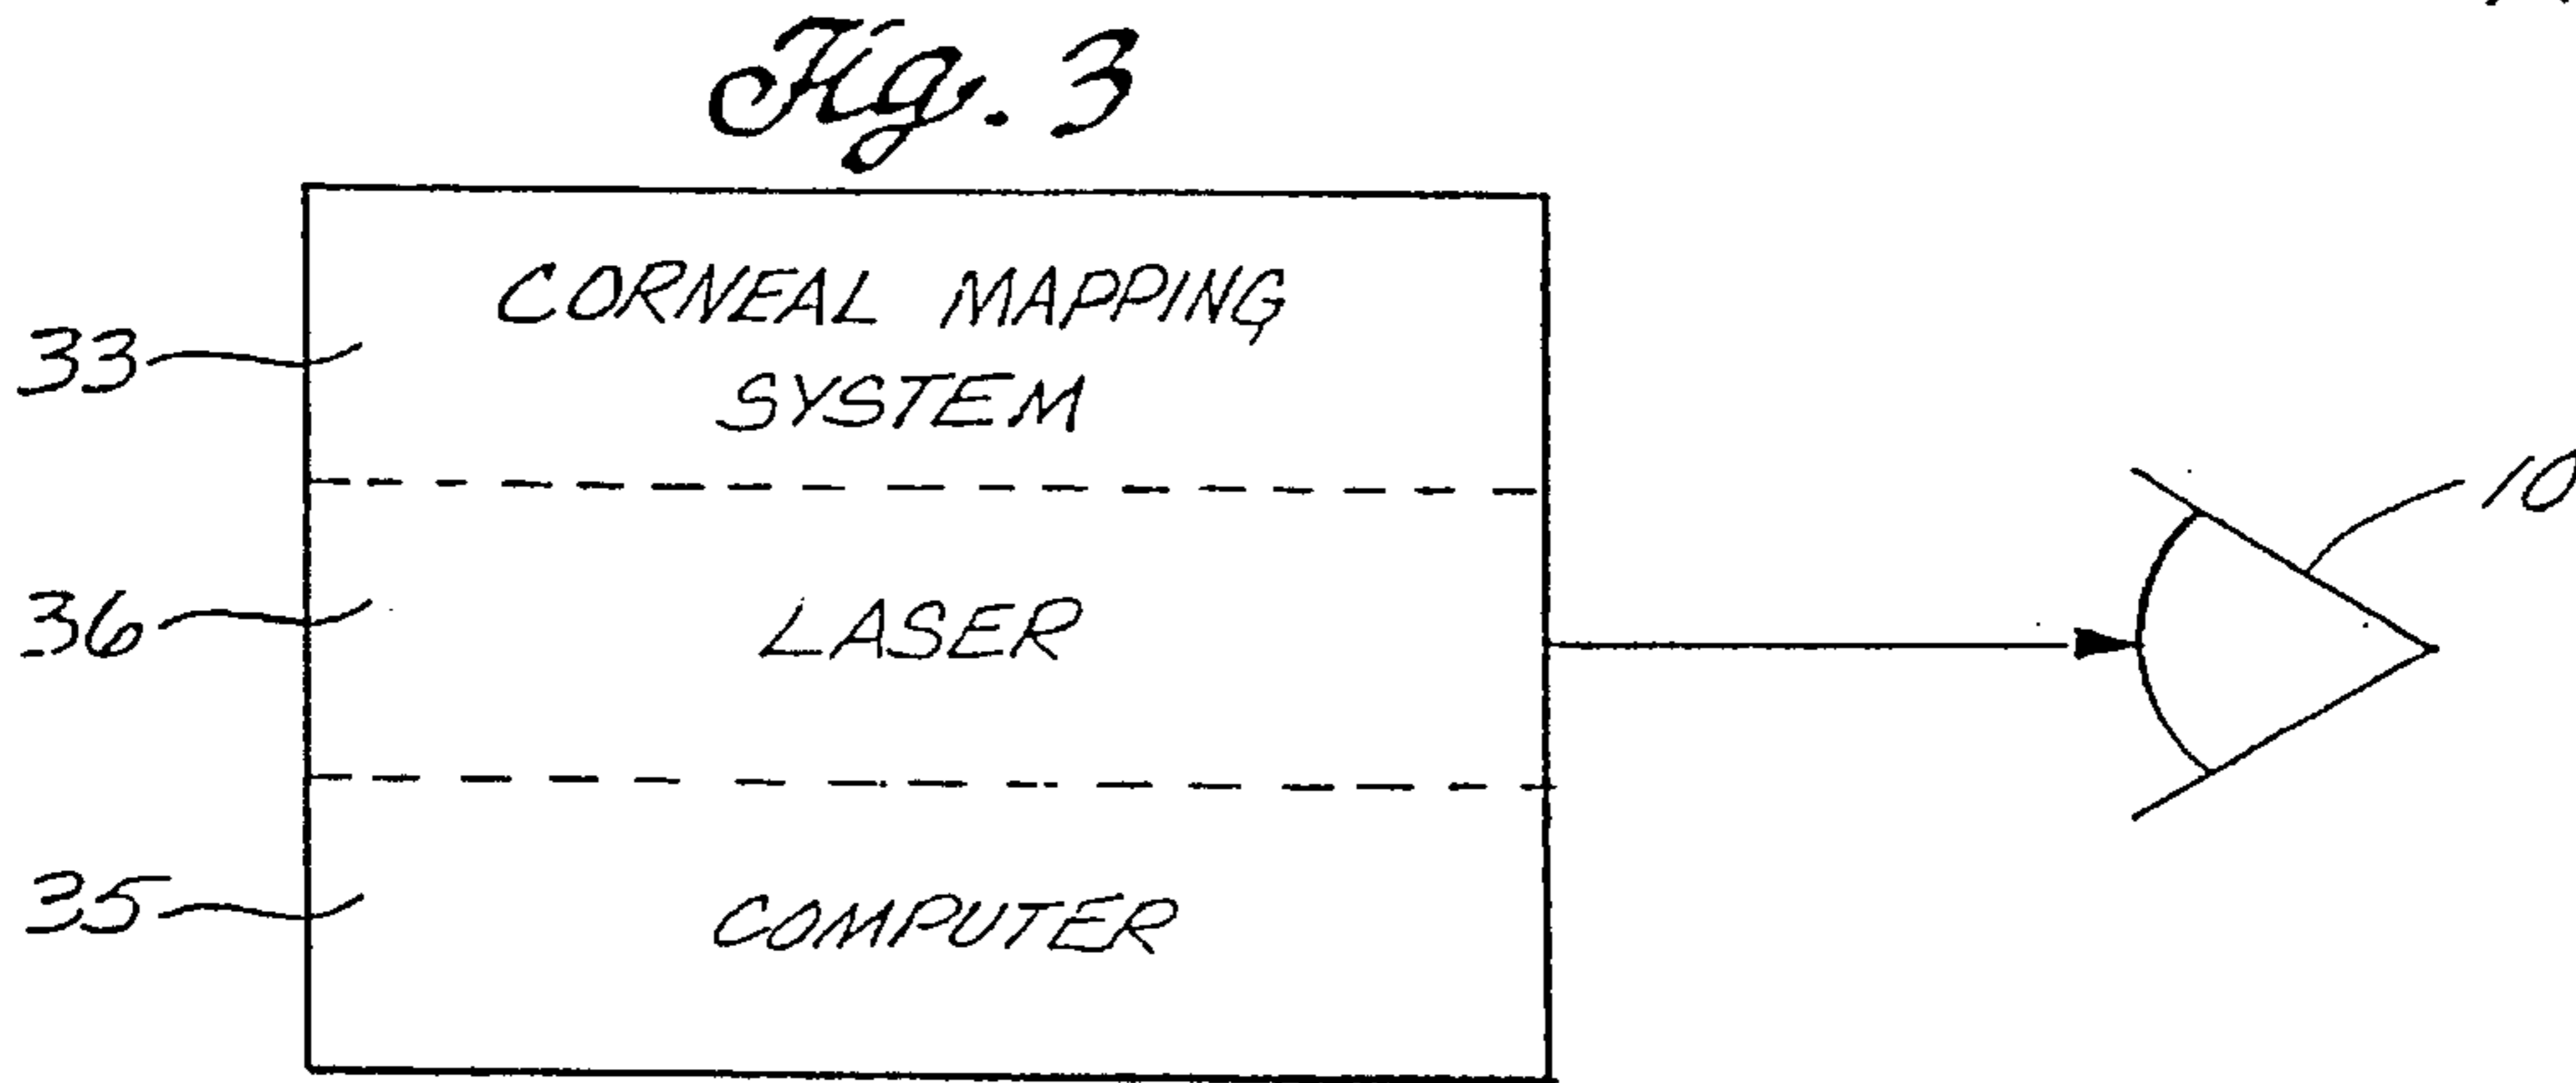 Fig. 3
CORNEAL MAPPING
SYSTEM
33
10
LASER
36
COMPUTER
35